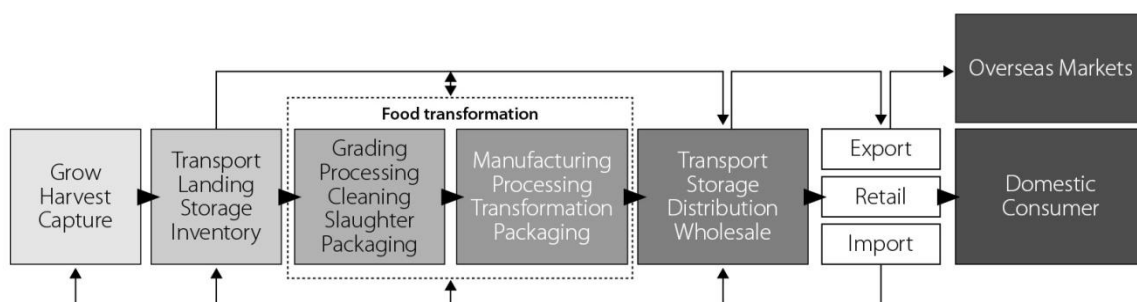 Overseas Markets
Food transformation
Grow
Harvest
Capture
Transport
Landing
Storage
Inventory
Grading
Processing
Cleaning
Slaughter
Packaging
Manufacturing
Processing
Transformation
Packaging
Transport
Storage
Distribution
Wholesale
Export
Retail
Import
Domestic
Consumer